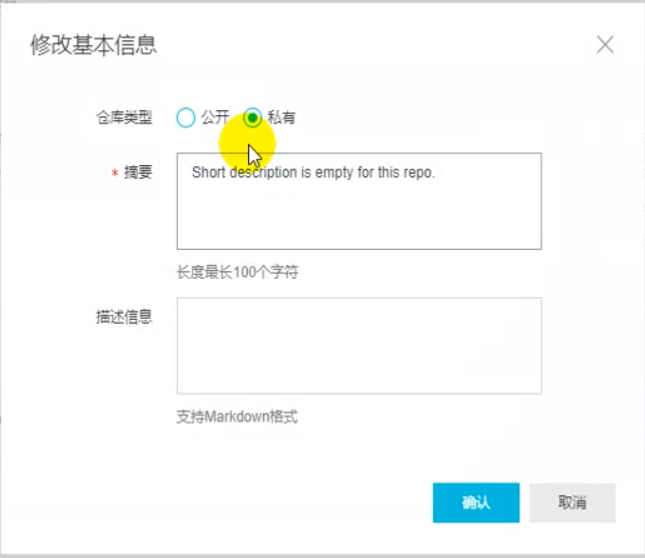 修改基本信息
仓库类型 公开 私有
* 摘要 Short description is empty for this repo.
长度最长100个字符
描述信息
支持Markdown格式
确认 取消